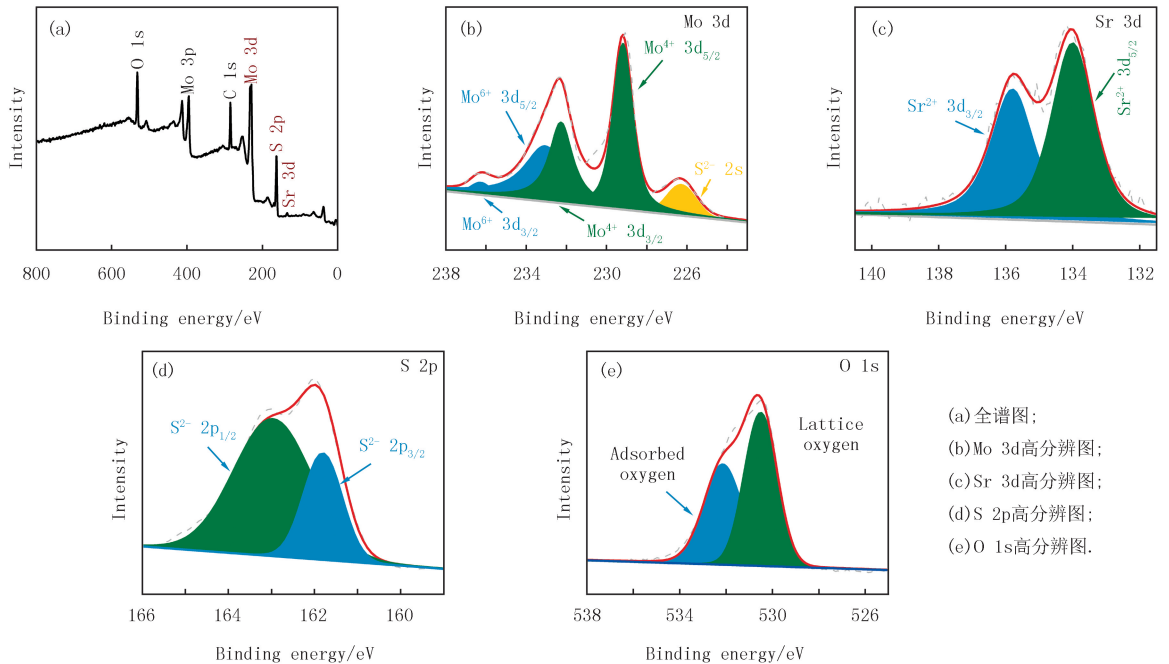 (a)
O 1s
Mo 3p
C 1s
Mo 3d
S 2p
Sr 3d
Intensity
800 600 400 200 0
Binding energy/eV
(b)
Mo 3d
Mo⁴⁺ 3d₅/₂
Mo⁶⁺ 3d₅/₂
S²⁻ 2s
Mo⁶⁺ 3d₃/₂
Mo⁴⁺ 3d₃/₂
Intensity
238 235 232 229 226
Binding energy/eV
(c)
Sr 3d
Sr²⁺ 3d₃/₂
Sr²⁺ 3d₅/₂
Intensity
140 138 136 134 132
Binding energy/eV
(d)
S 2p
S²⁻ 2p₁/₂
S²⁻ 2p₃/₂
Intensity
166 164 162 160
Binding energy/eV
(e)
O 1s
Lattice
oxygen
Adsorbed
oxygen
Intensity
538 534 530 526
Binding energy/eV
(a)全谱图;
(b)Mo 3d高分辨图;
(c)Sr 3d高分辨图;
(d)S 2p高分辨图;
(e)O 1s高分辨图.